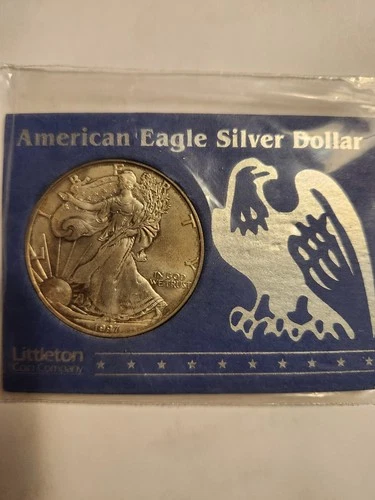 American Eagle Silver Dollar
LIBERTY
IN GOD
WE TRUST
Littleton
Coin Company